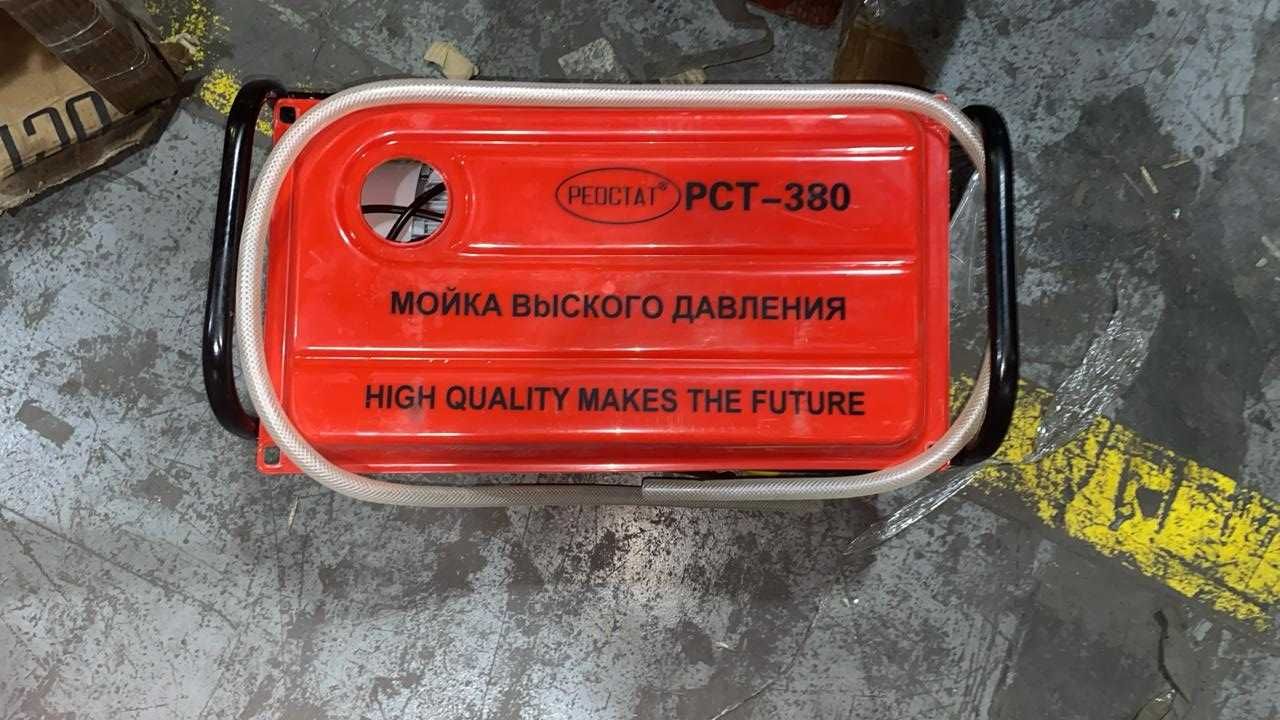 РЕОСТАТ® РСТ-380
МОЙКА ВЫСКОГО ДАВЛЕНИЯ
HIGH QUALITY MAKES THE FUTURE